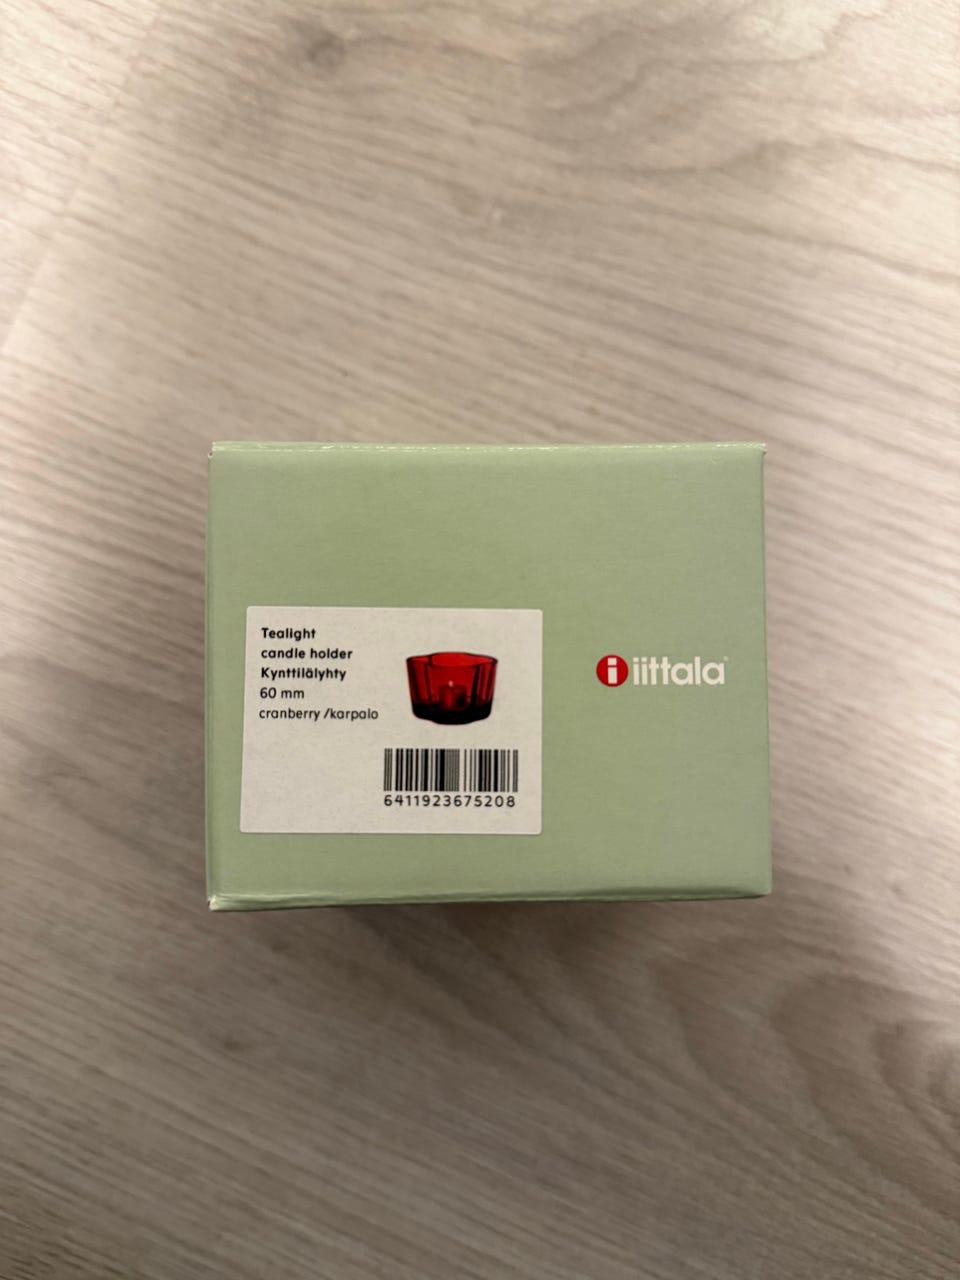 Tealight
candle holder
Kynttilälyhty
60 mm
cranberry /karpalo
6411923675208
i iittala